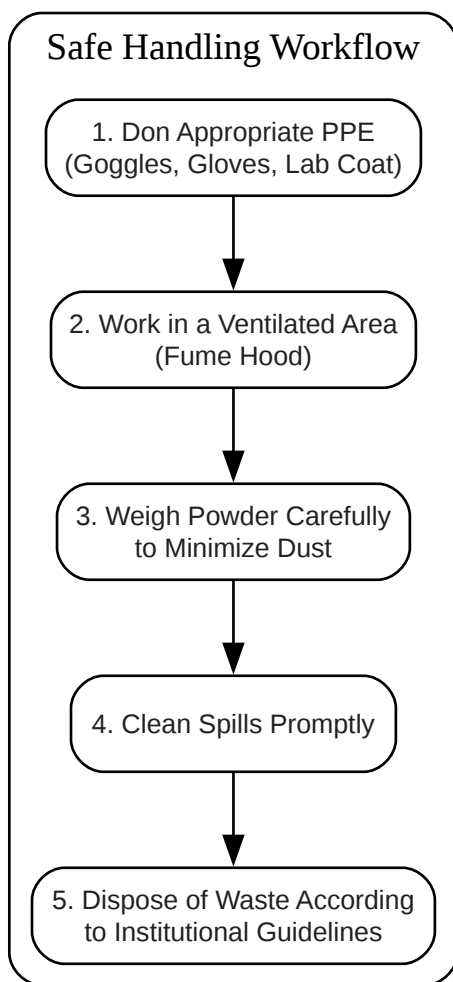 Safe Handling Workflow
1. Don Appropriate PPE
(Goggles, Gloves, Lab Coat)
2. Work in a Ventilated Area
(Fume Hood)
3. Weigh Powder Carefully
to Minimize Dust
4. Clean Spills Promptly
5. Dispose of Waste According
to Institutional Guidelines